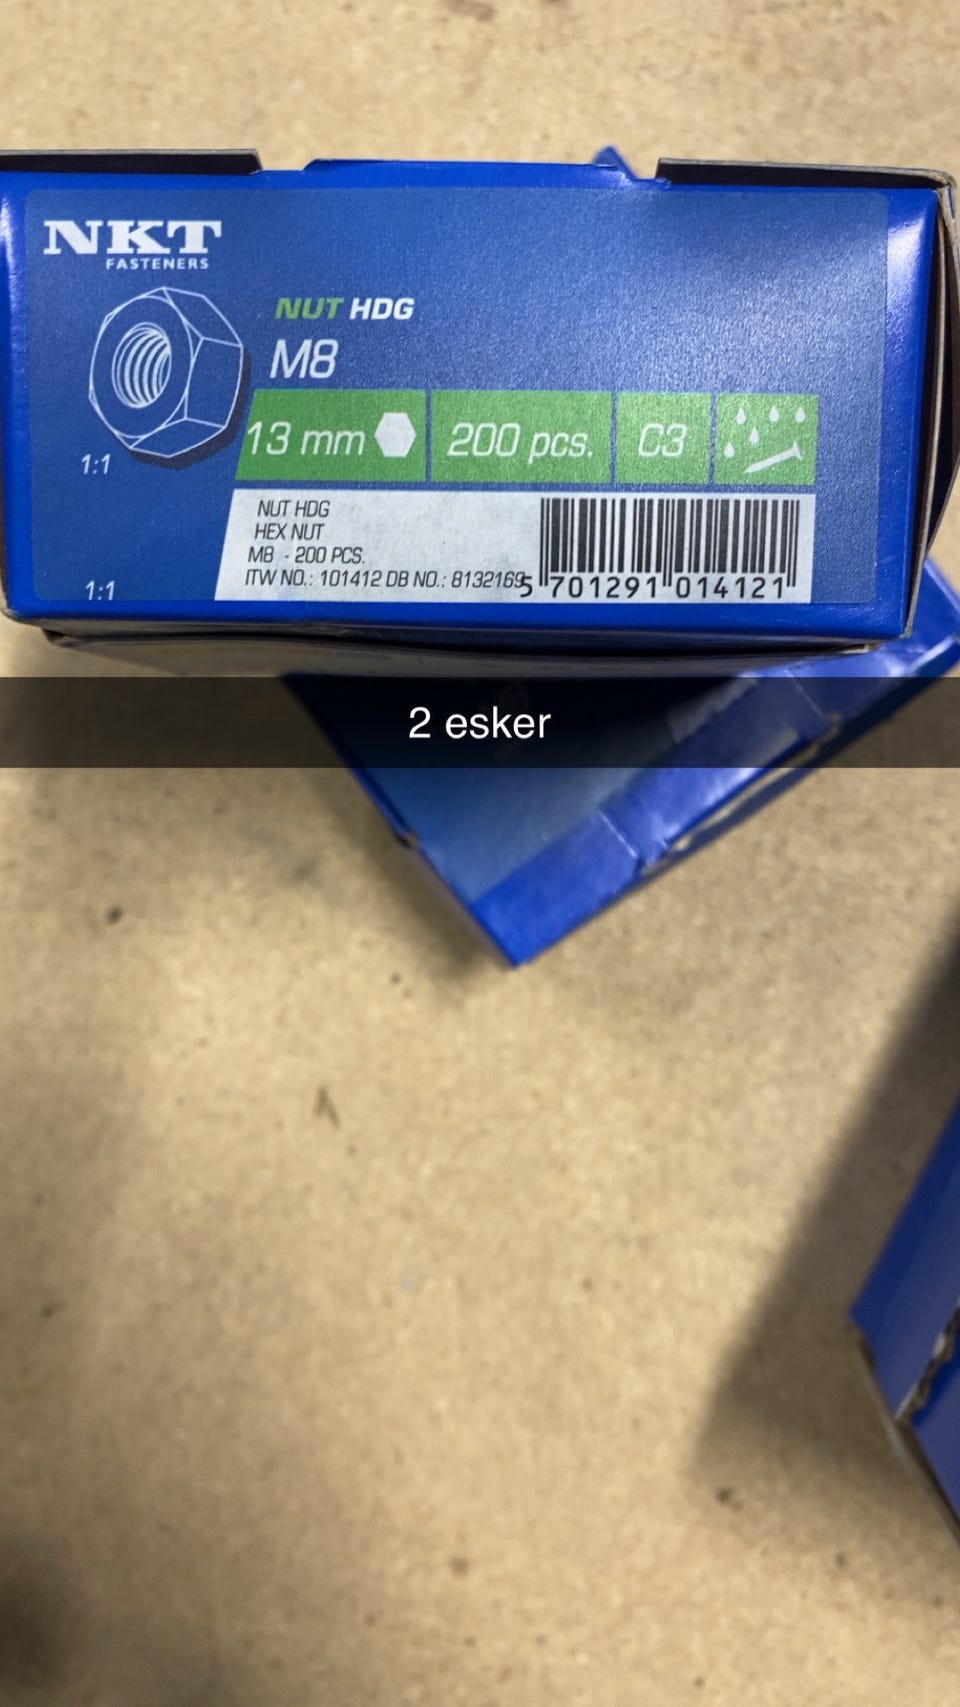 NKT
FASTENERS
NUT HDG
M8
13 mm 200 pcs. C3
1:1
NUT HDG
HEX NUT
M8 - 200 PCS.
ITW NO.: 101412 DB NO.: 8132169
5 701291 014121
1:1
2 esker